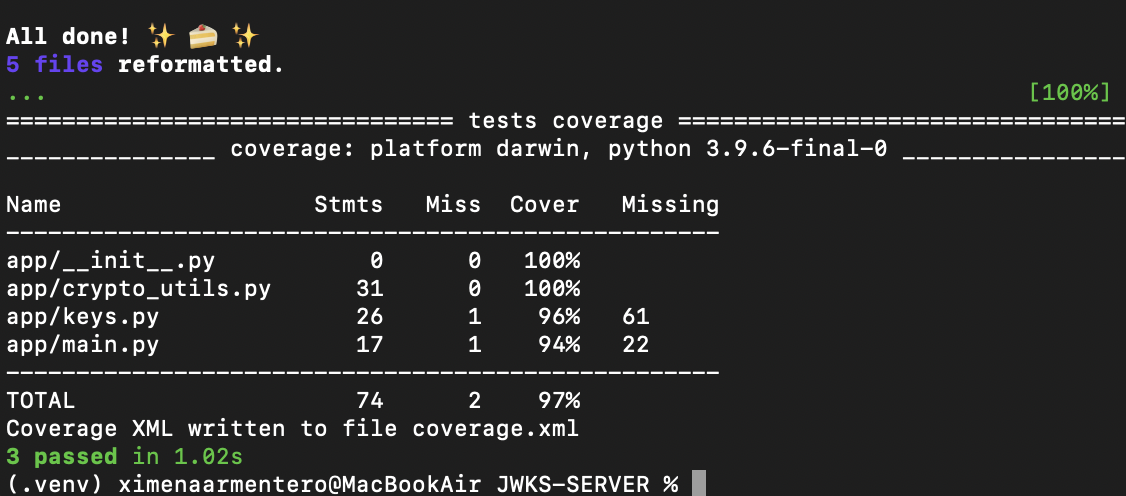 All done! ✨ 🍰 ✨
5 files reformatted.
... [100%]
================================ tests coverage ================================
_______________ coverage: platform darwin, python 3.9.6-final-0 ________________
Name Stmts Miss Cover Missing
---------------------------------------------------
app/__init__.py 0 0 100%
app/crypto_utils.py 31 0 100%
app/keys.py 26 1 96% 61
app/main.py 17 1 94% 22
---------------------------------------------------
TOTAL 74 2 97%
Coverage XML written to file coverage.xml
3 passed in 1.02s
(.venv) ximenaarmentero@MacBookAir JWKS-SERVER %